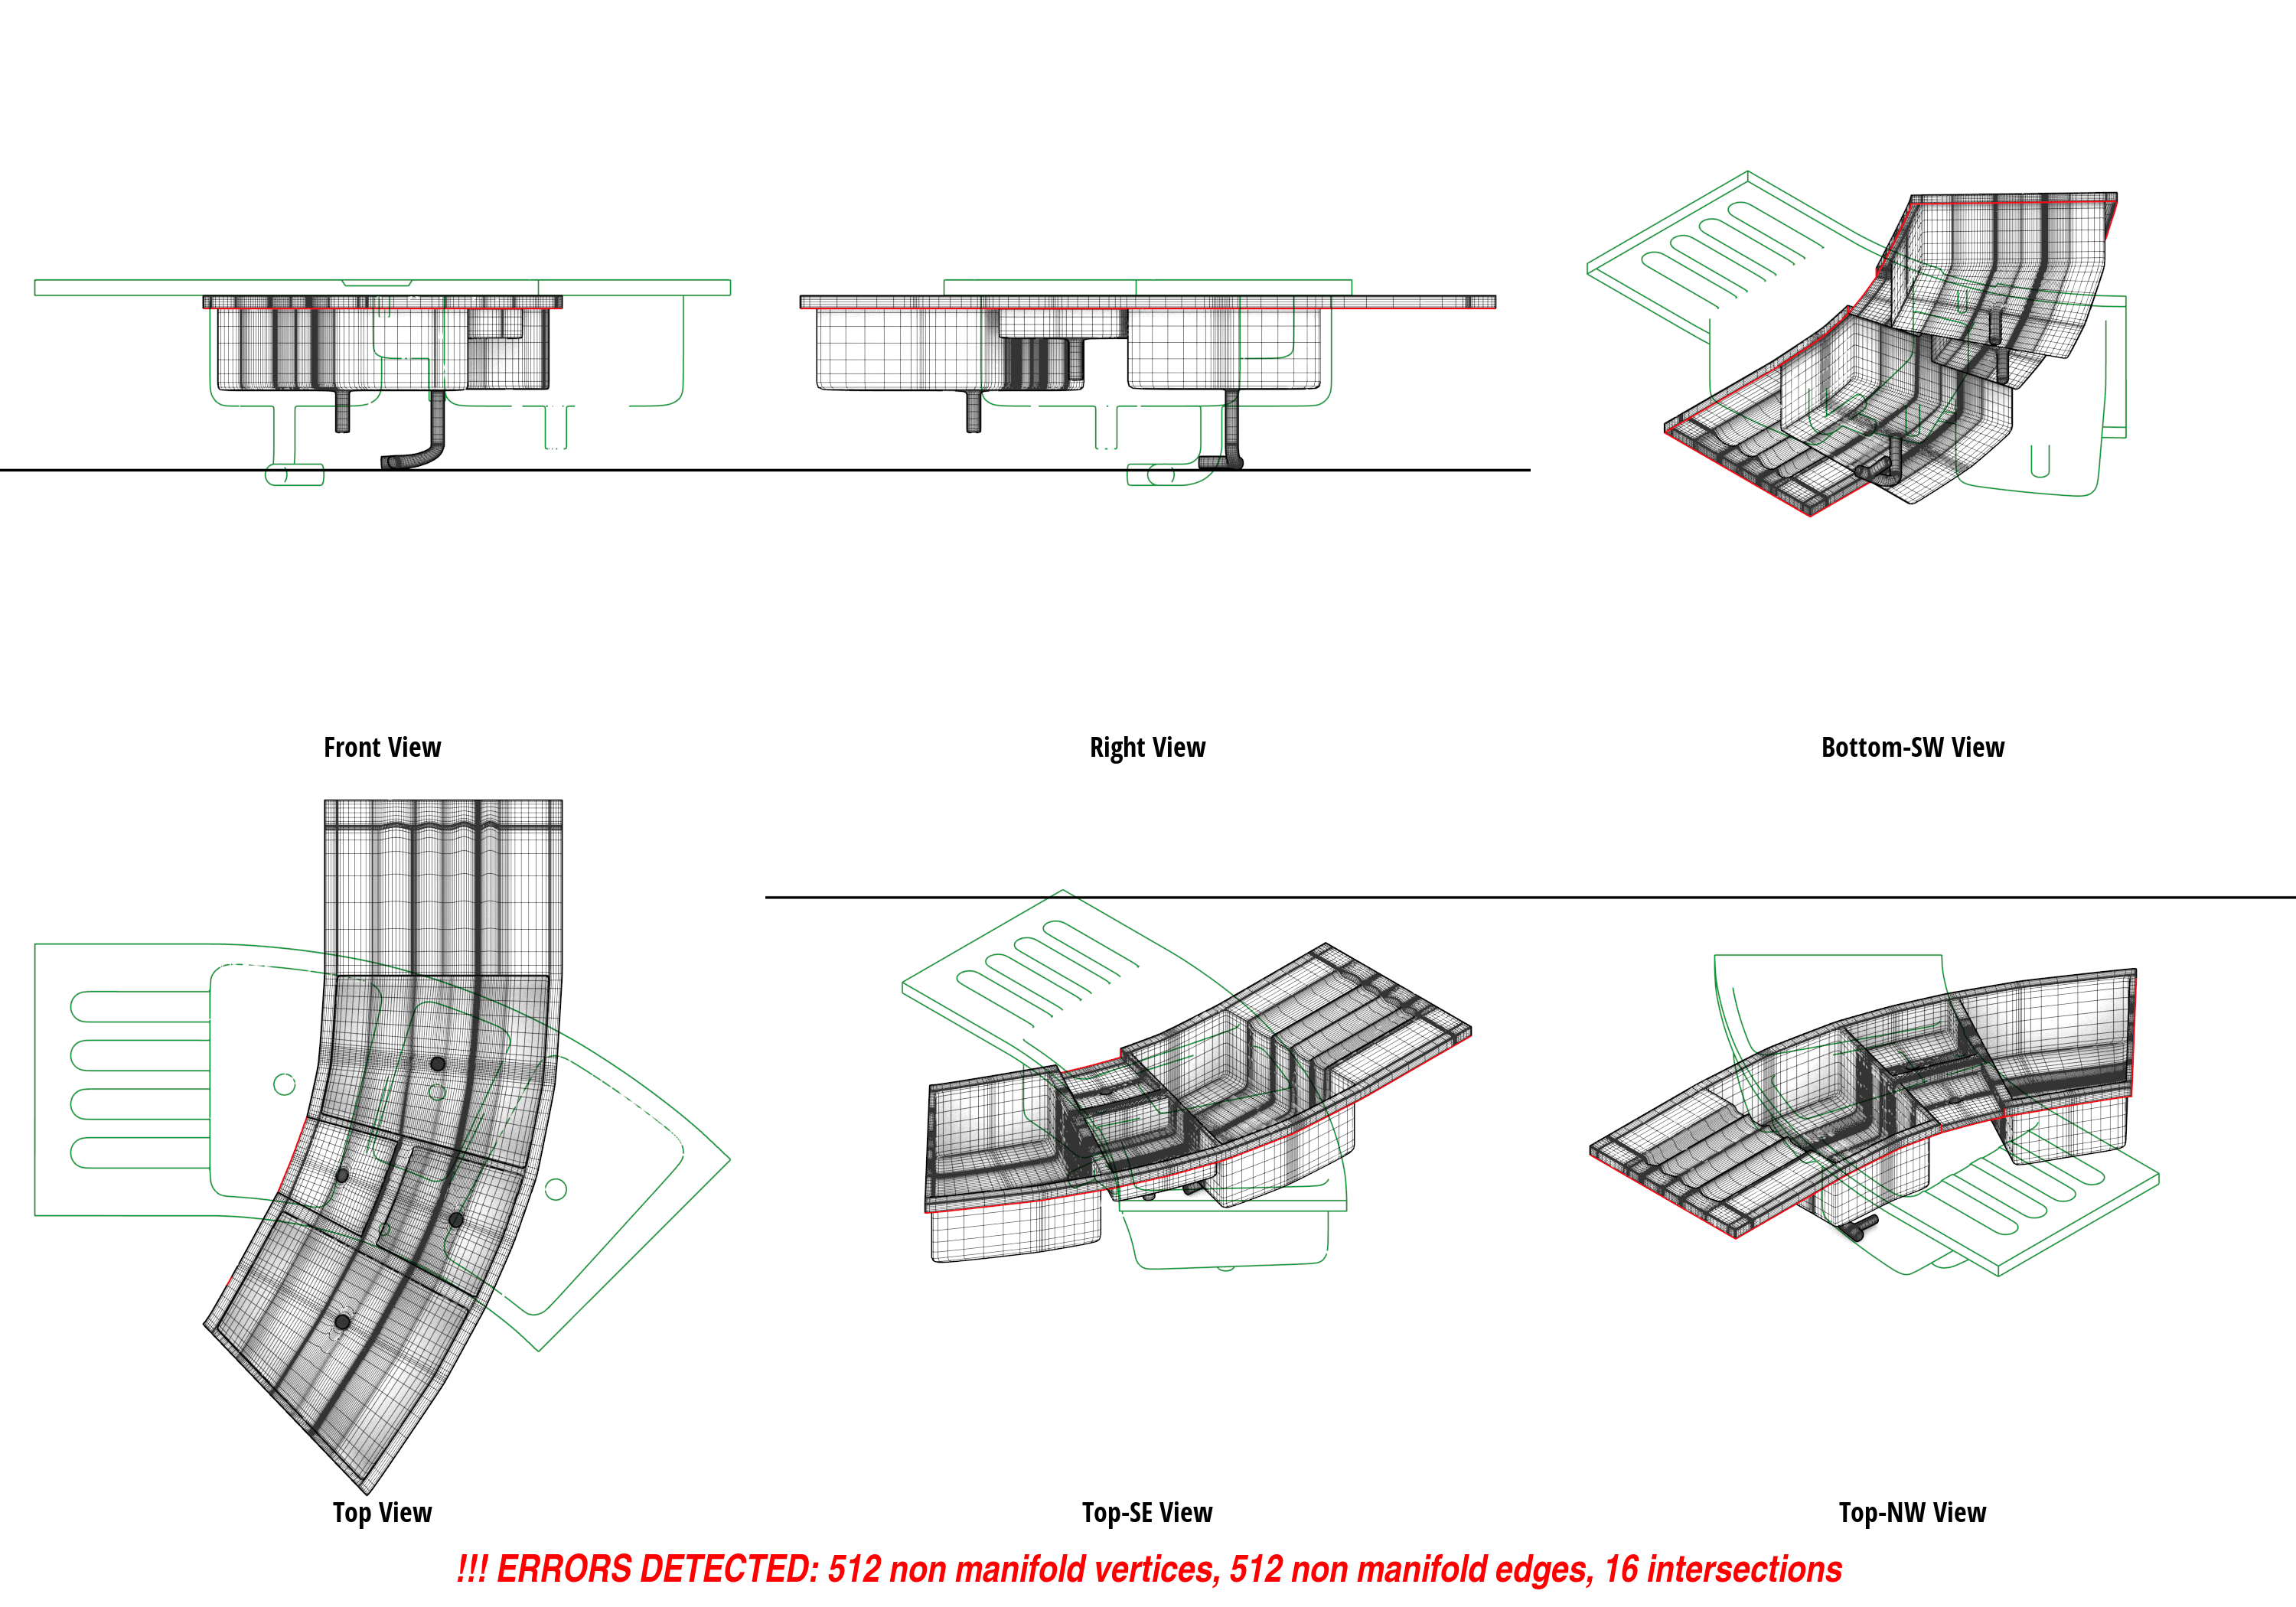 Front View
Right View
Bottom-SW View
Top View
Top-SE View
Top-NW View
!!! ERRORS DETECTED: 512 non manifold vertices, 512 non manifold edges, 16 intersections